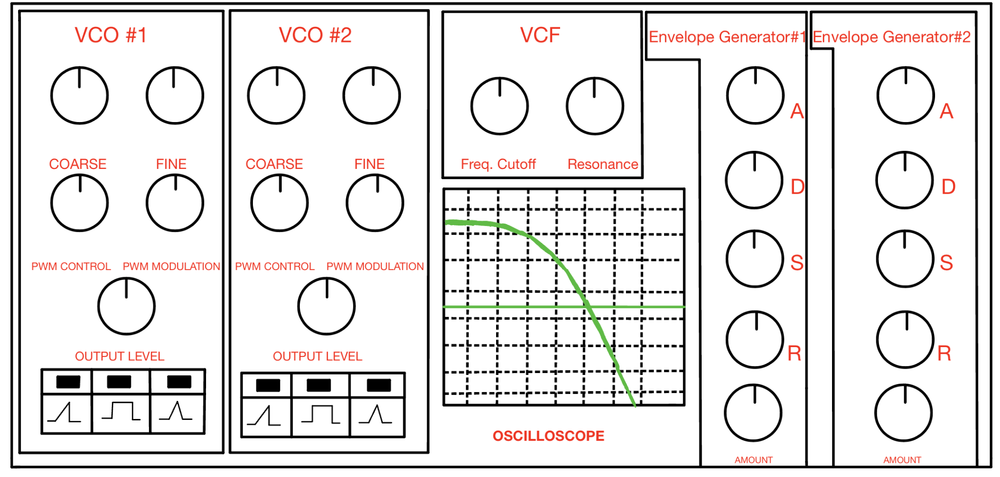 VCO #1
COARSE
FINE
PWM CONTROL
PWM MODULATION
OUTPUT LEVEL
VCO #2
COARSE
FINE
PWM CONTROL
PWM MODULATION
OUTPUT LEVEL
VCF
Freq. Cutoff
Resonance
OSCILLOSCOPE
Envelope Generator#1
A
D
S
R
AMOUNT
Envelope Generator#2
A
D
S
R
AMOUNT